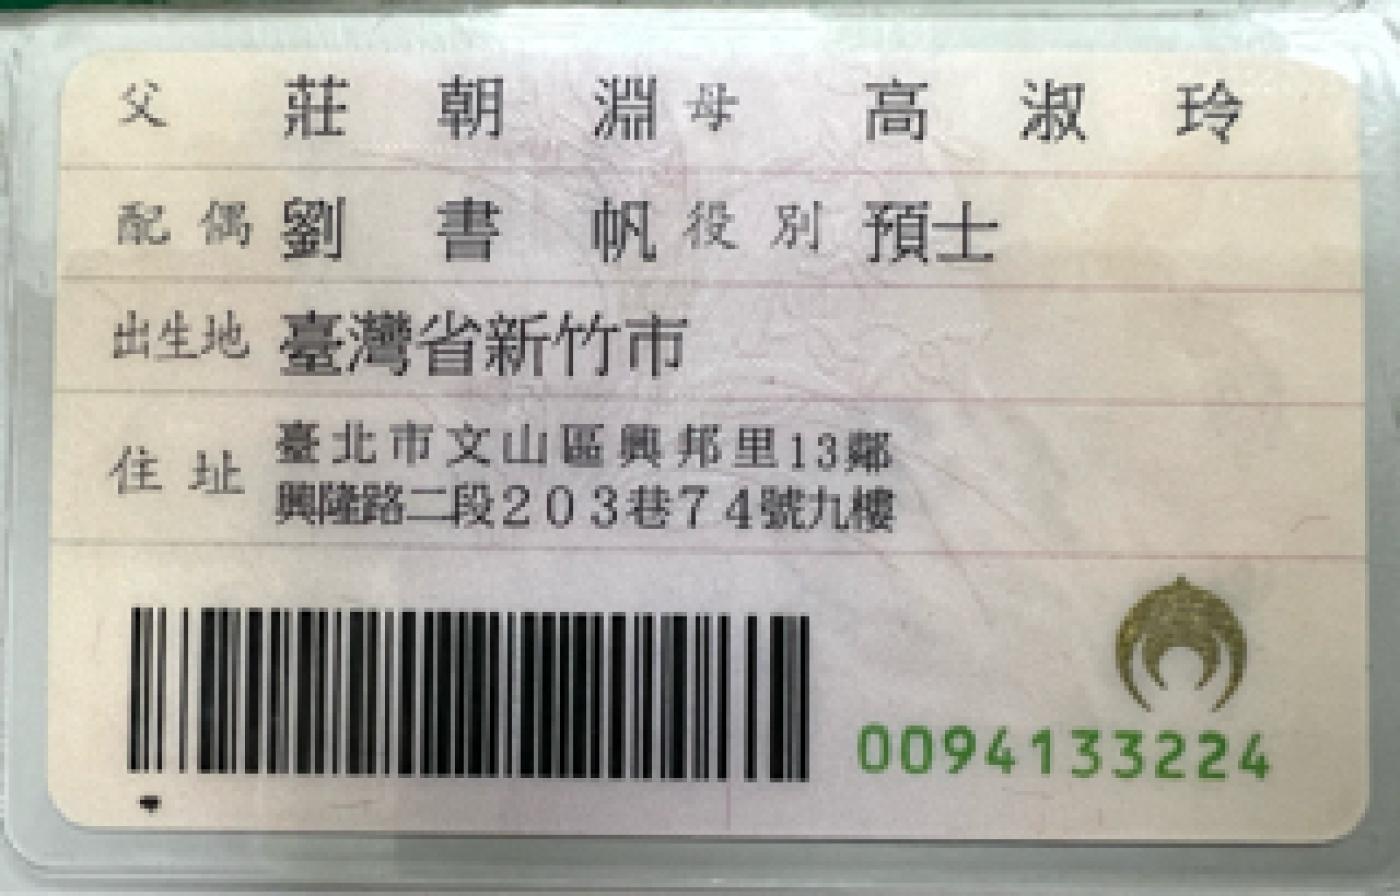 父 莊朝淵 母 高淑玲
配偶 劉書帆 役別 預士
出生地 臺灣省新竹市
住址 臺北市文山區興邦里13鄰
興隆路二段203巷74號九樓
0094133224